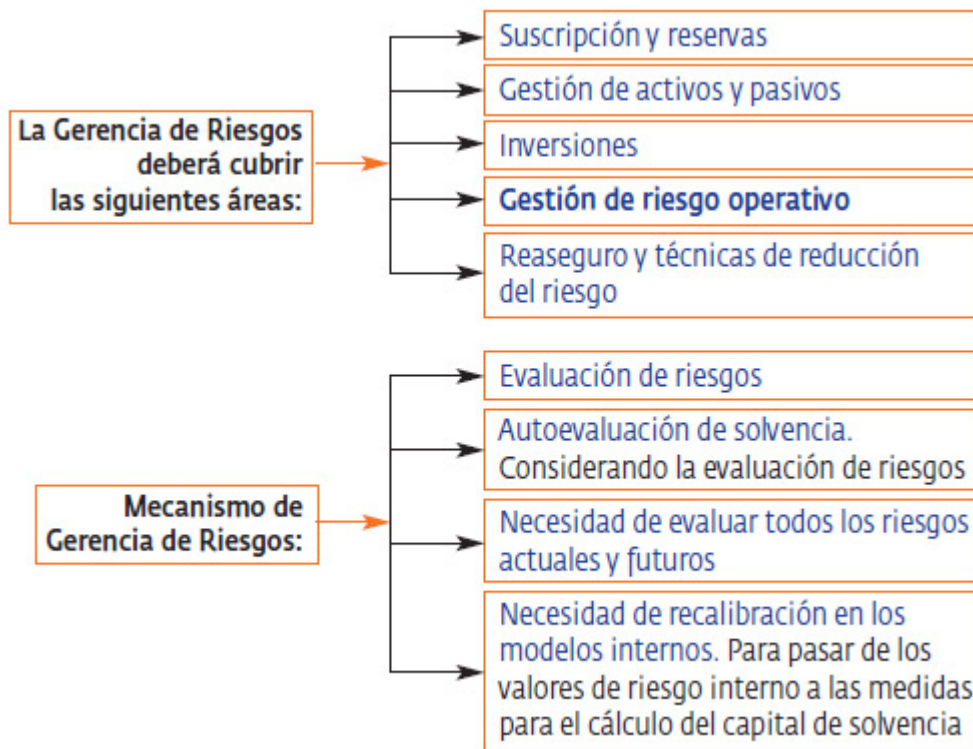 La Gerencia de Riesgos
deberá cubrir
las siguientes áreas:
Suscripción y reservas
Gestión de activos y pasivos
Inversiones
Gestión de riesgo operativo
Reaseguro y técnicas de reducción
del riesgo
Mecanismo de
Gerencia de Riesgos:
Evaluación de riesgos
Autoevaluación de solvencia.
Considerando la evaluación de riesgos
Necesidad de evaluar todos los riesgos
actuales y futuros
Necesidad de recalibración en los
modelos internos. Para pasar de los
valores de riesgo interno a las medidas
para el cálculo del capital de solvencia